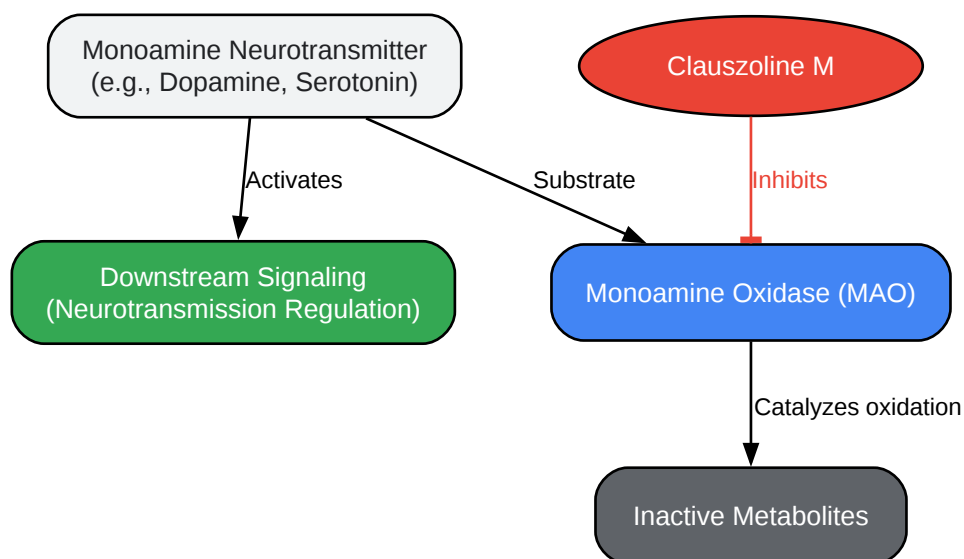 Monoamine Neurotransmitter
(e.g., Dopamine, Serotonin)
Clauszoline M
Activates
Substrate
Inhibits
Downstream Signaling
(Neurotransmission Regulation)
Monoamine Oxidase (MAO)
Catalyzes oxidation
Inactive Metabolites